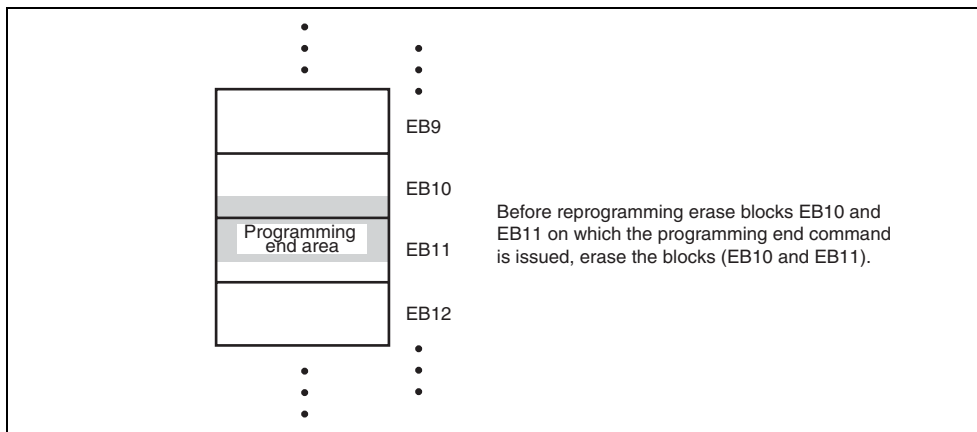 EB9
EB10
Programming
end area
EB11
EB12
Before reprogramming erase blocks EB10 and
EB11 on which the programming end command
is issued, erase the blocks (EB10 and EB11).